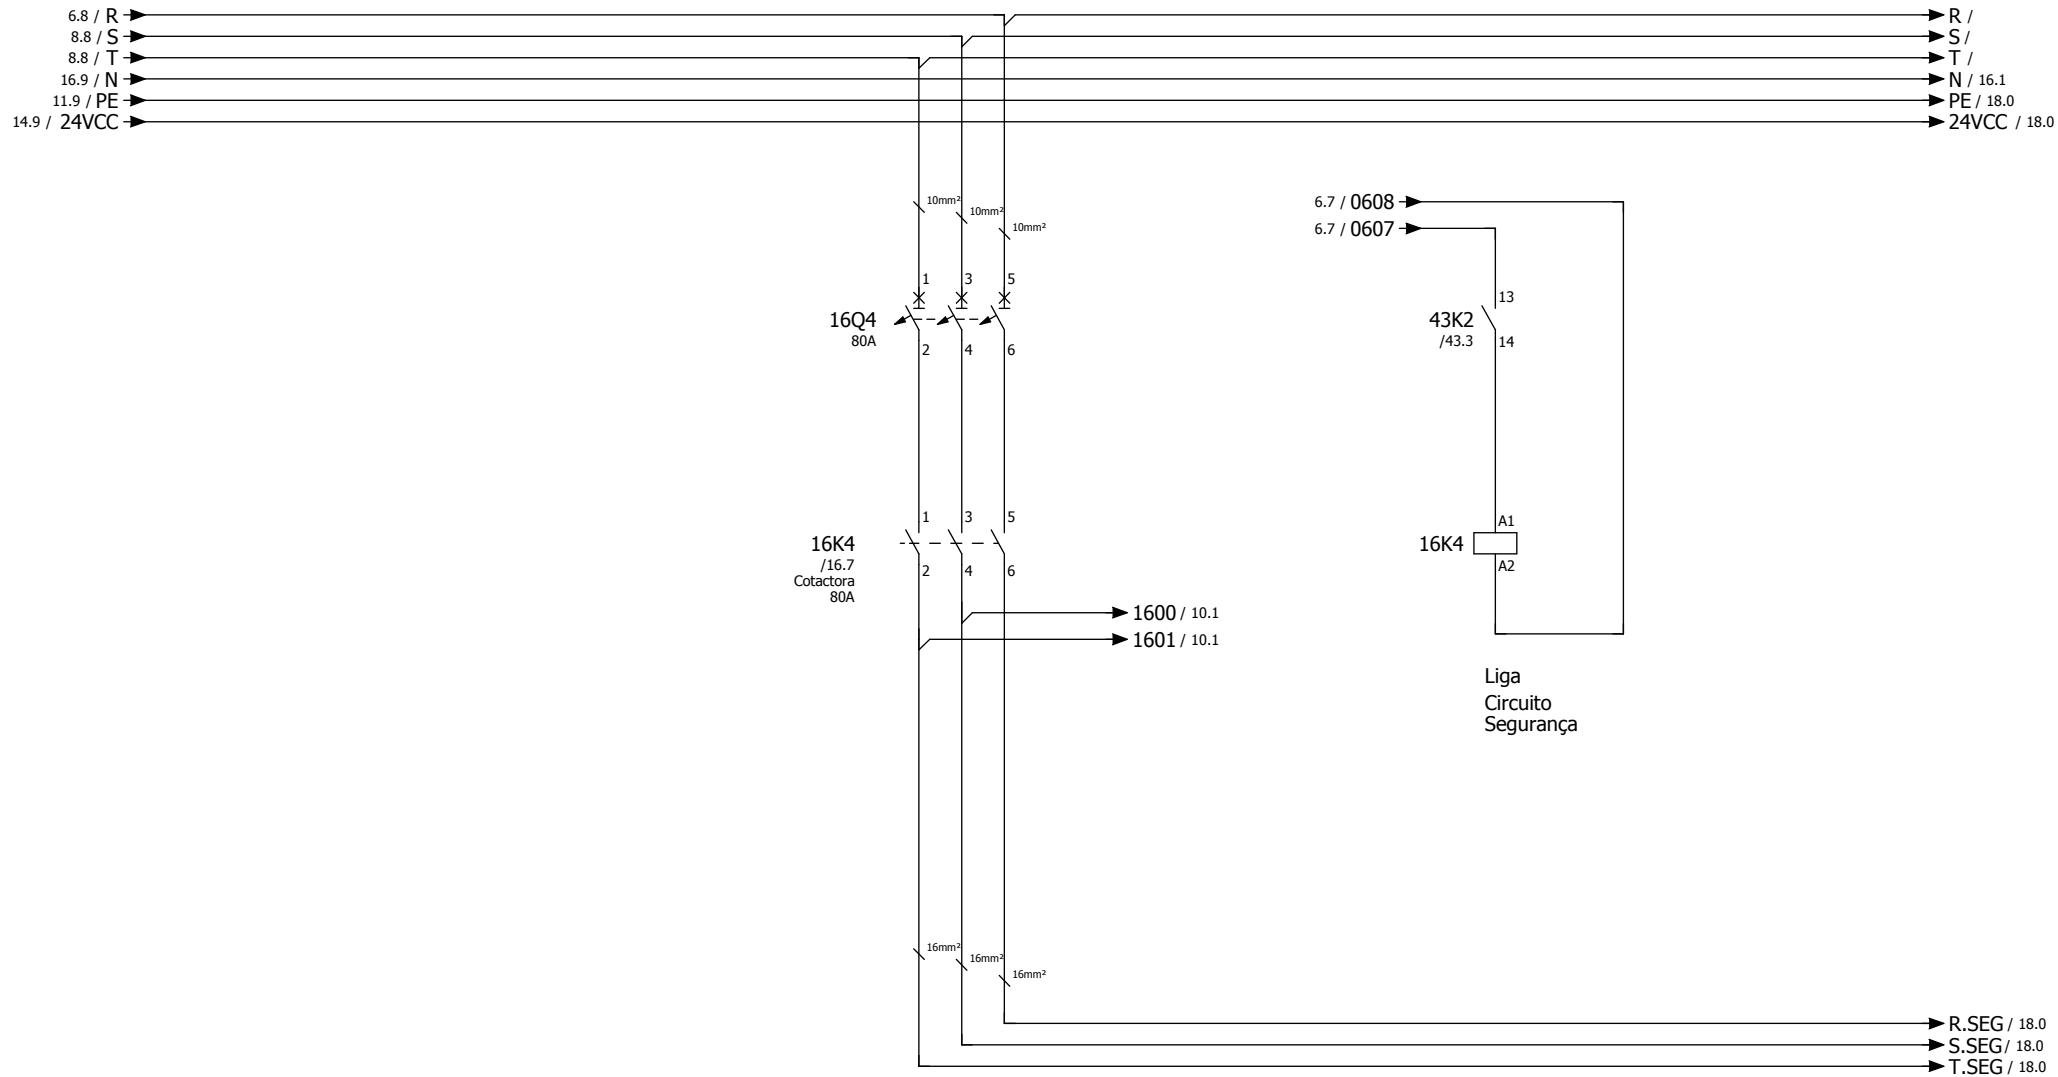 6.8 / R
R /
8.8 / S
S /
8.8 / T
T /
16.9 / N
N / 16.1
11.9 / PE
PE / 18.0
14.9 / 24VCC
24VCC / 18.0
10mm²
10mm²
10mm²
6.7 / 0608
6.7 / 0607
1
3
5
16Q4
80A
2
4
6
13
43K2
/43.3
14
1
3
5
16K4
/16.7
Cotactora
80A
2
4
6
A1
16K4
A2
1600 / 10.1
1601 / 10.1
Liga
Circuito
Segurança
16mm²
16mm²
16mm²
R.SEG / 18.0
S.SEG / 18.0
T.SEG / 18.0